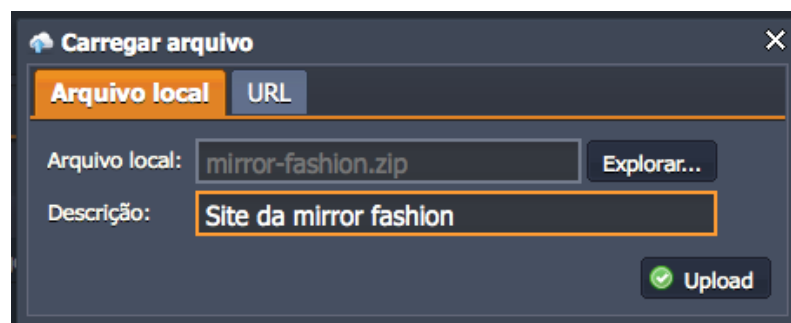 Carregar arquivo
Arquivo local URL
Arquivo local: mirror-fashion.zip Explorar...
Descrição: Site da mirror fashion
Upload